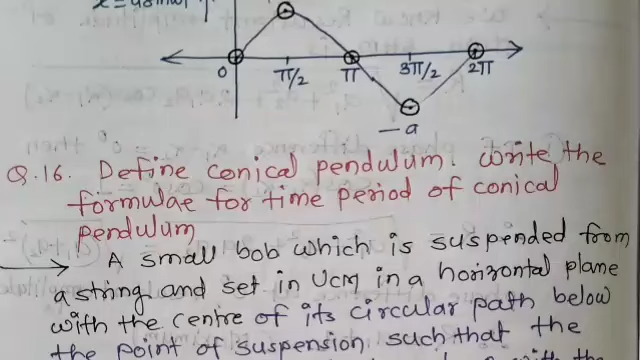 0 π/2 π 3π/2 2π
-a
Q.16. Define conical pendulum. write the
formulae for time period of conical
pendulum
→ A small bob which is suspended from
a string and set in UCM in a horizontal plane
with the centre of its circular path below
the point of suspension, such that the